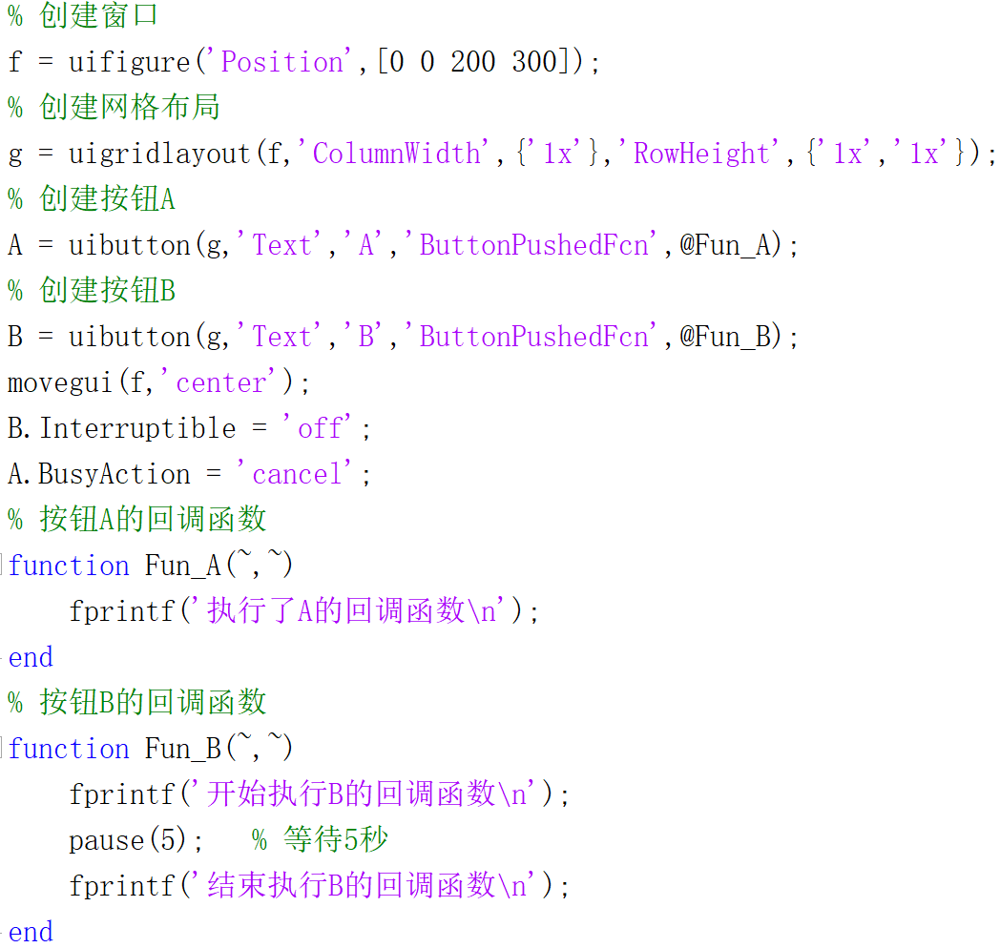 % 创建窗口
f = uifigure('Position',[0 0 200 300]);
% 创建网格布局
g = uigridlayout(f,'ColumnWidth',{'1x'},'RowHeight',{'1x','1x'});
% 创建按钮A
A = uibutton(g,'Text','A','ButtonPushedFcn',@Fun_A);
% 创建按钮B
B = uibutton(g,'Text','B','ButtonPushedFcn',@Fun_B);
movegui(f,'center');
B.Interruptible = 'off';
A.BusyAction = 'cancel';
% 按钮A的回调函数
function Fun_A(~,~)
    fprintf('执行了A的回调函数\n');
end
% 按钮B的回调函数
function Fun_B(~,~)
    fprintf('开始执行B的回调函数\n');
    pause(5);   % 等待5秒
    fprintf('结束执行B的回调函数\n');
end